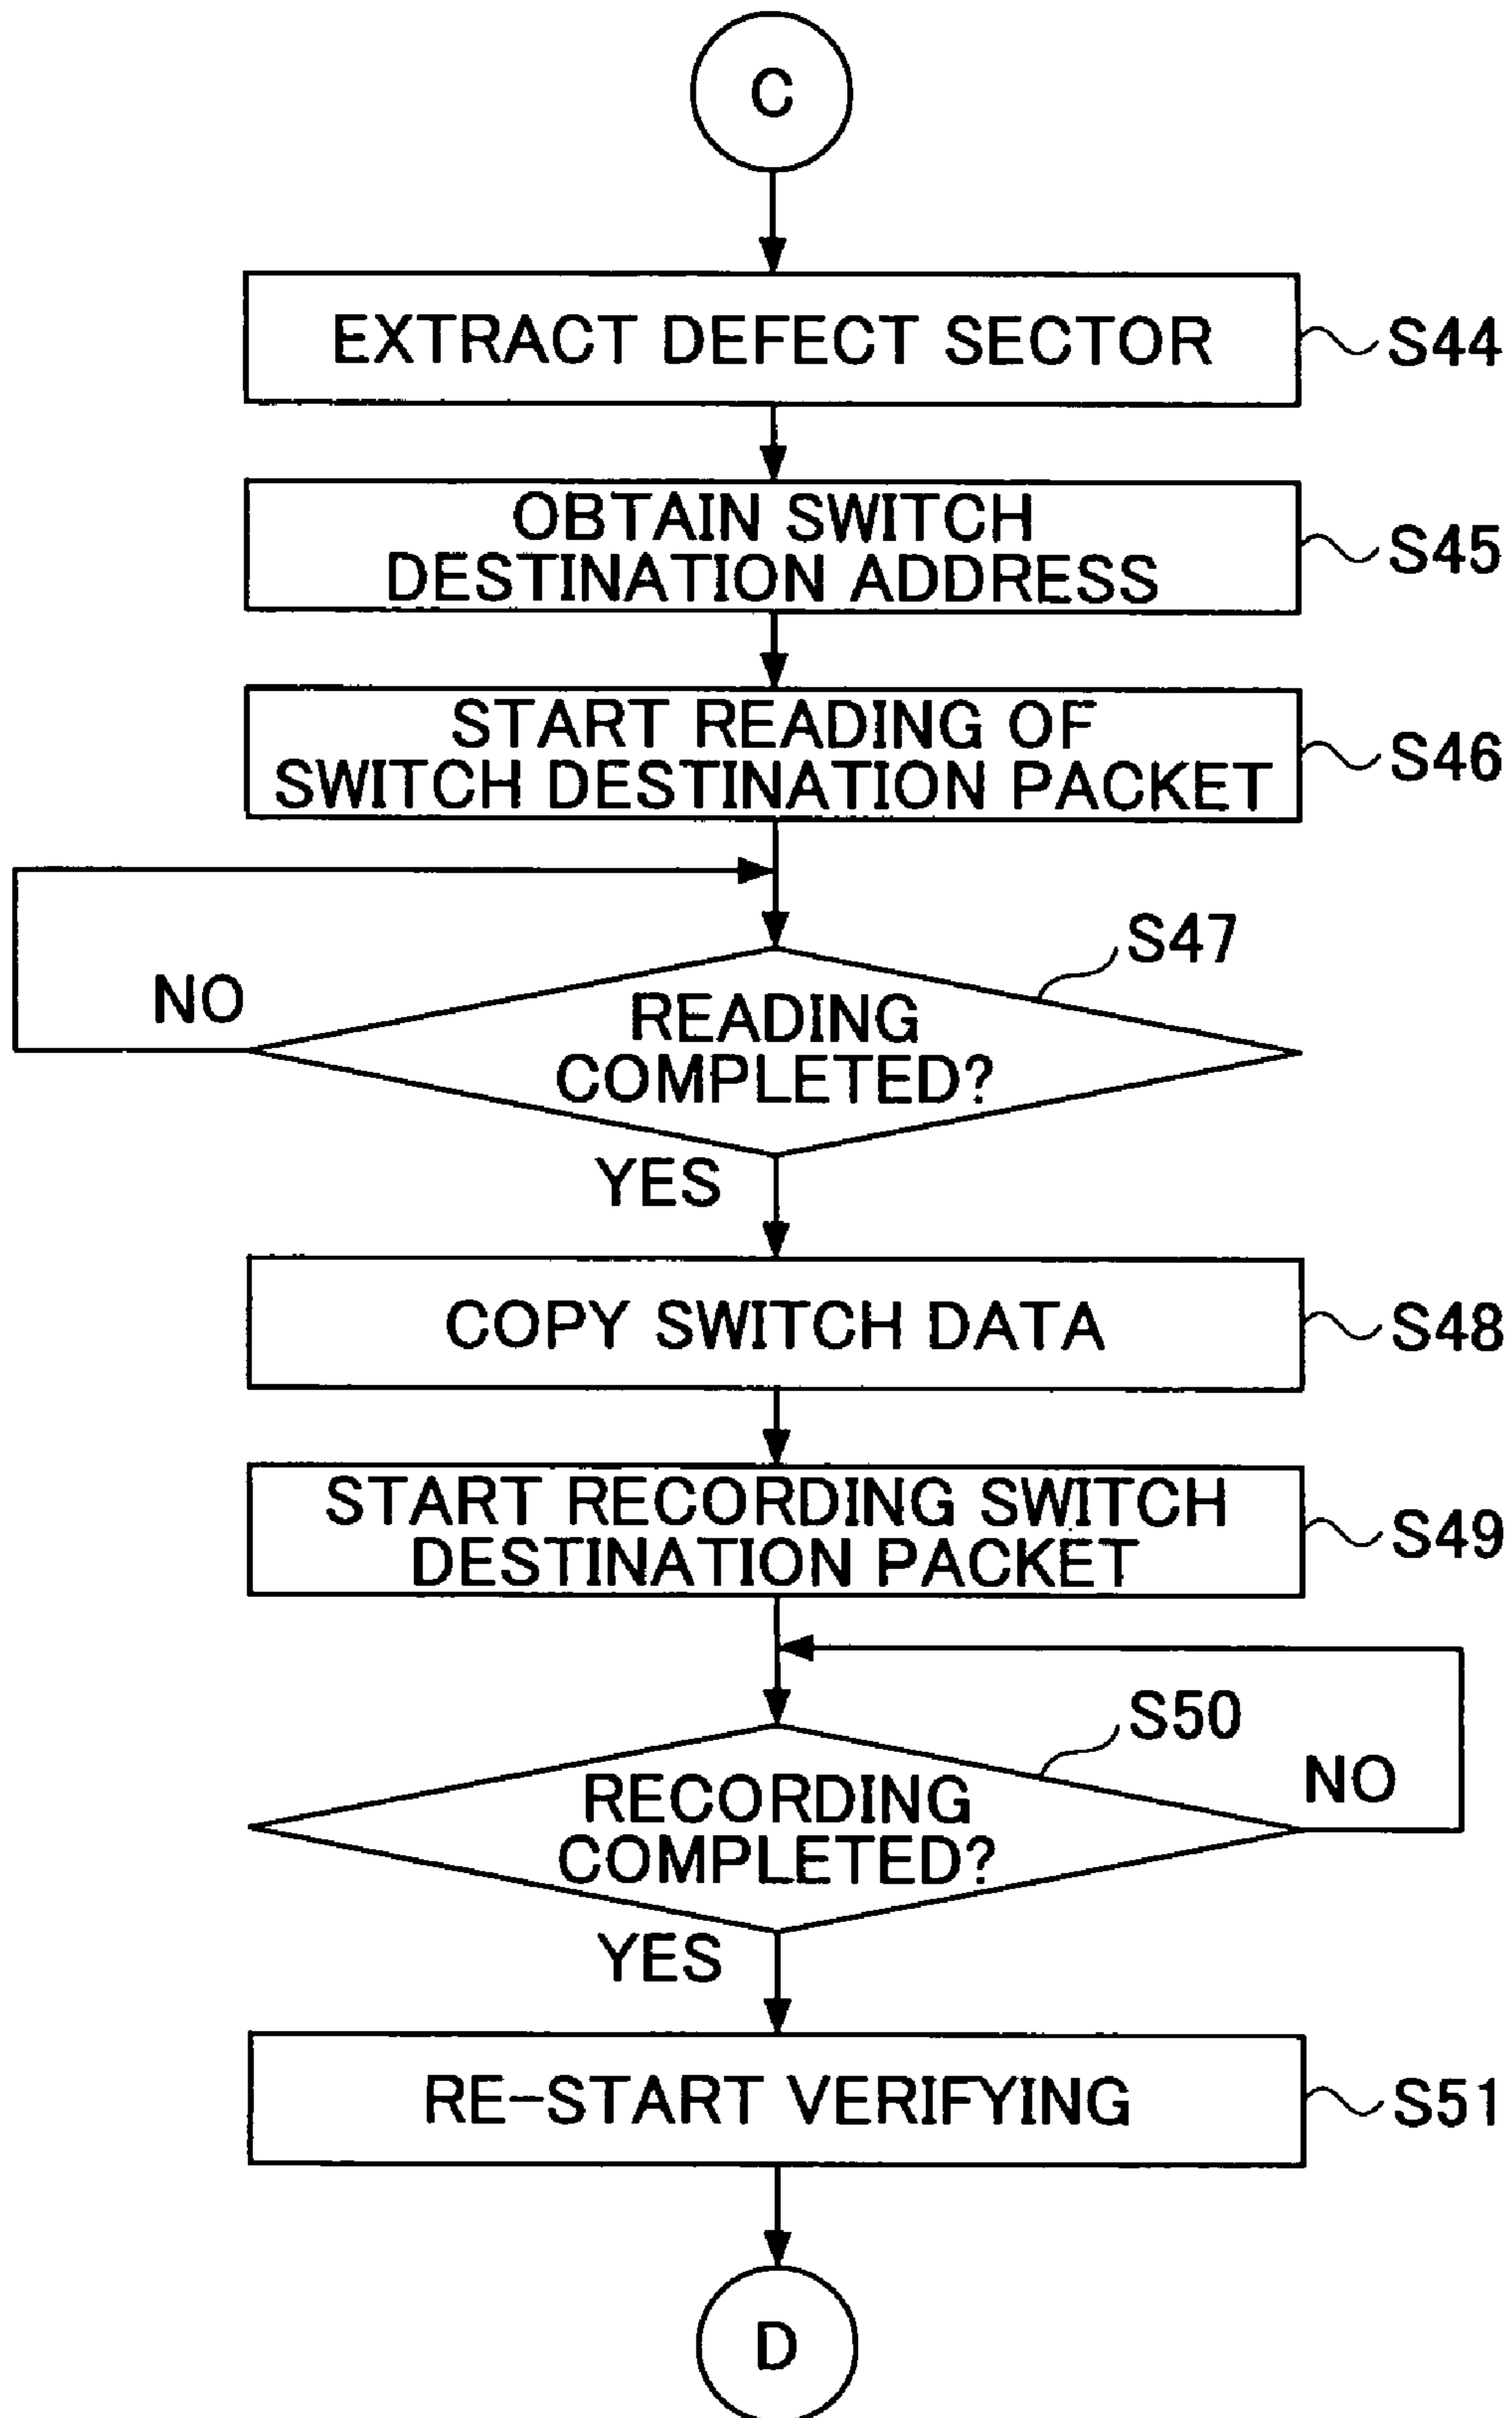 C
EXTRACT DEFECT SECTOR
S44
OBTAIN SWITCH
DESTINATION ADDRESS
S45
START READING OF
SWITCH DESTINATION PACKET
S46
S47
NO
READING
COMPLETED?
YES
COPY SWITCH DATA
S48
START RECORDING SWITCH
DESTINATION PACKET
S49
S50
NO
RECORDING
COMPLETED?
YES
RE-START VERIFYING
S51
D